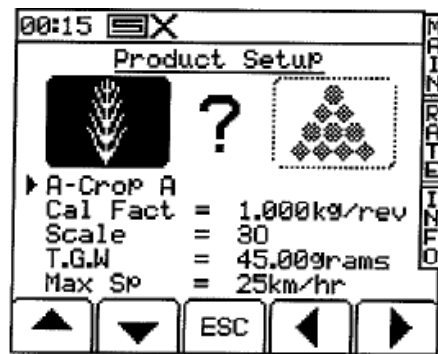 00:15
Product Setup
?
A-Crop A
Cal Fact = 1.000kg/rev
Scale = 30
T.G.W = 45.00grams
Max Sp = 25km/hr
ESC
MAIN
RATE
INFO